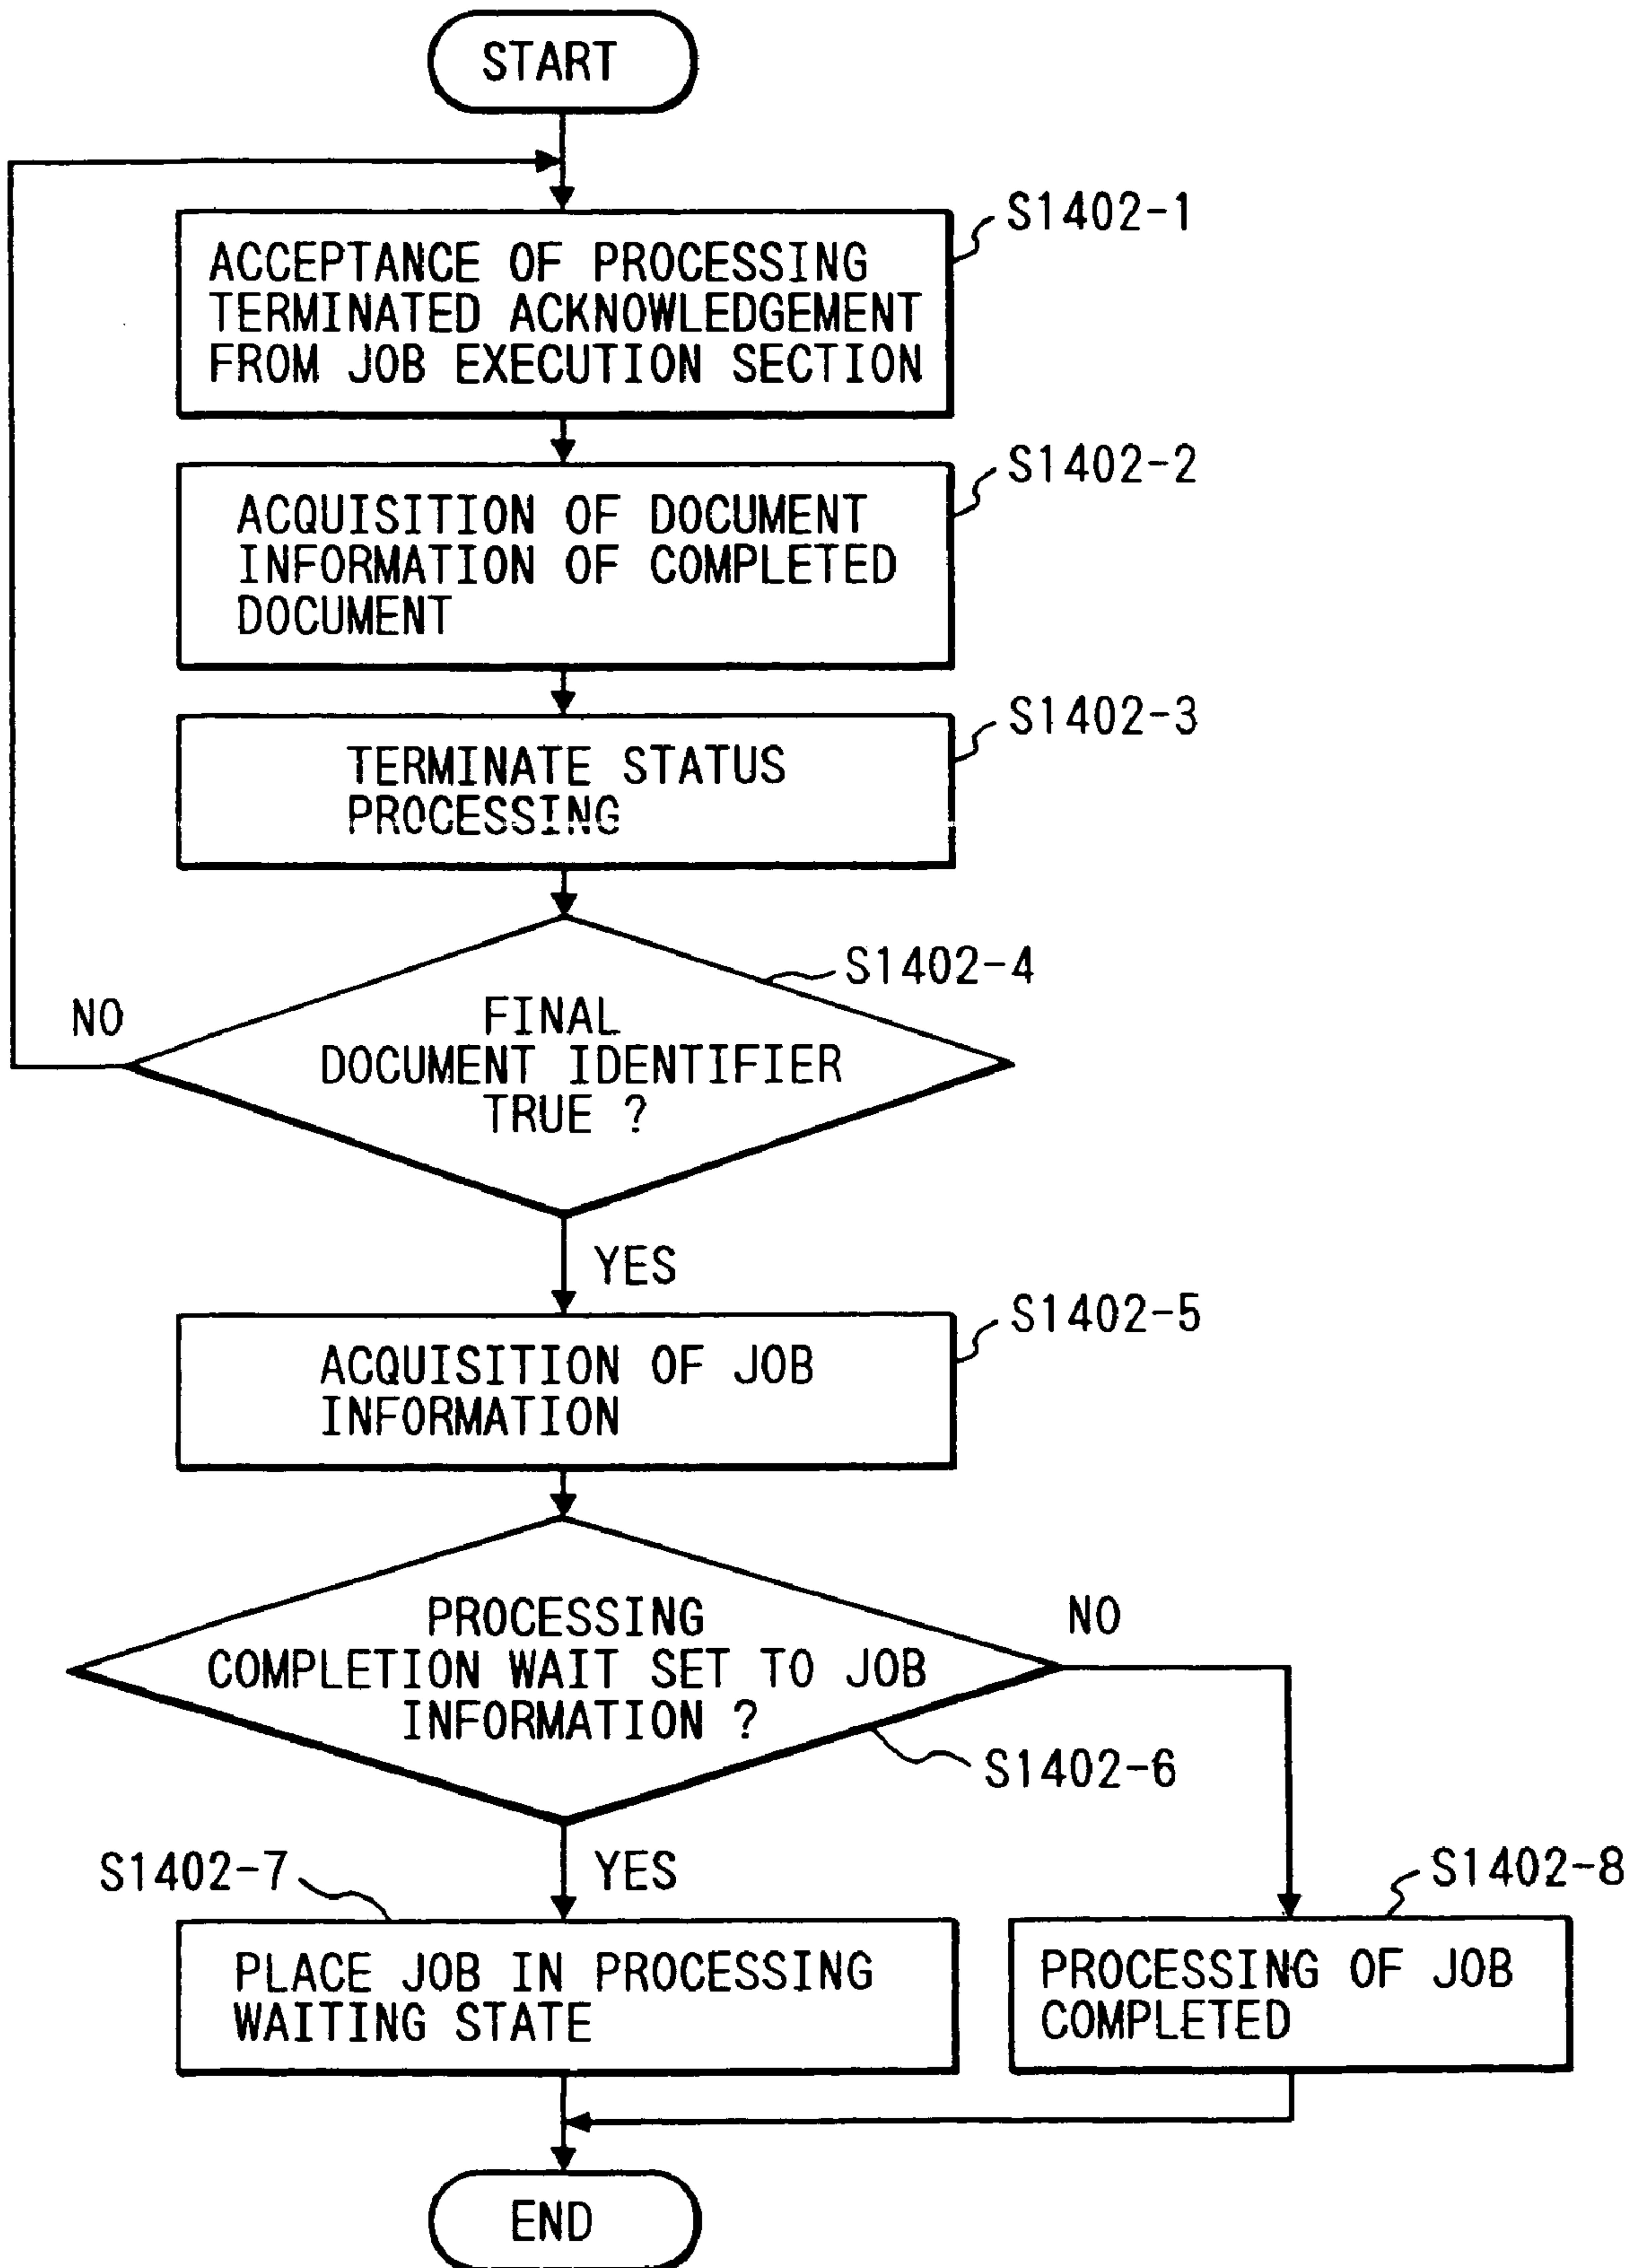 START
S1402-1
ACCEPTANCE OF PROCESSING
TERMINATED ACKNOWLEDGEMENT
FROM JOB EXECUTION SECTION
S1402-2
ACQUISITION OF DOCUMENT
INFORMATION OF COMPLETED
DOCUMENT
S1402-3
TERMINATE STATUS
PROCESSING
S1402-4
NO
FINAL
DOCUMENT IDENTIFIER
TRUE ?
YES
S1402-5
ACQUISITION OF JOB
INFORMATION
NO
PROCESSING
COMPLETION WAIT SET TO JOB
INFORMATION ?
S1402-6
S1402-7
YES
S1402-8
PLACE JOB IN PROCESSING
WAITING STATE
PROCESSING OF JOB
COMPLETED
END